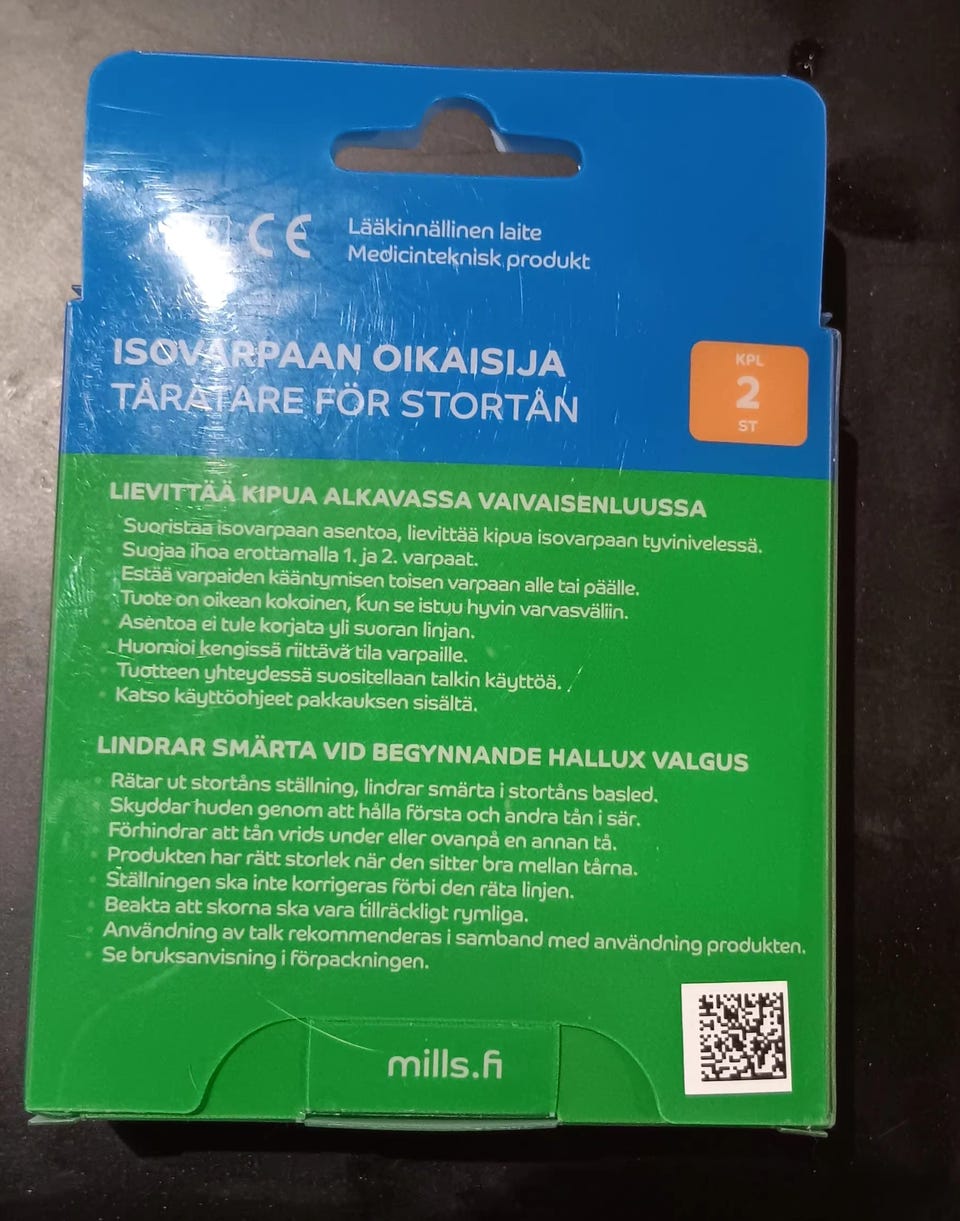 CE
Lääkinnällinen laite
Medicinteknisk produkt
ISOVARPAAN OIKAISIJA
TÅRÄTARE FÖR STORTÅN
KPL
2
ST
LIEVITTÄÄ KIPUA ALKAVASSA VAIVAISENLUUSSA
Suoristaa isovarpaan asentoa, lievittää kipua isovarpaan tyvinivelessä.
Suojaa ihoa erottamalla 1. ja 2. varpaat.
Estää varpaiden kääntymisen toisen varpaan alle tai päälle.
Tuote on oikean kokoinen, kun se istuu hyvin varvasväliin.
Asentoa ei tule korjata yli suoran linjan.
Huomioi kengissä riittävä tila varpaille.
Tuotteen yhteydessä suositellaan talkin käyttöä.
Katso käyttöohjeet pakkauksen sisältä.
LINDRAR SMÄRTA VID BEGYNNANDE HALLUX VALGUS
Rätar ut stortåns ställning, lindrar smärta i stortåns basled.
Skyddar huden genom att hålla första och andra tån i sär.
Förhindrar att tån vrids under eller ovanpå en annan tå.
Produkten har rätt storlek när den sitter bra mellan tårna.
Ställningen ska inte korrigeras förbi den räta linjen.
Beakta att skorna ska vara tillräckligt rymliga.
Användning av talk rekommenderas i samband med användning produkten.
Se bruksanvisning i förpackningen.
mills.fi